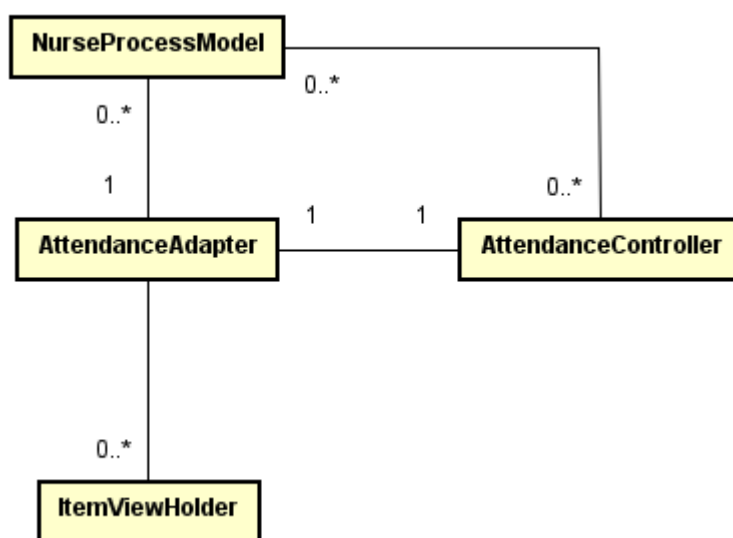 NurseProcessModel
0..*
0..*
1
0..*
AttendanceAdapter
1
1
AttendanceController
0..*
ItemViewHolder